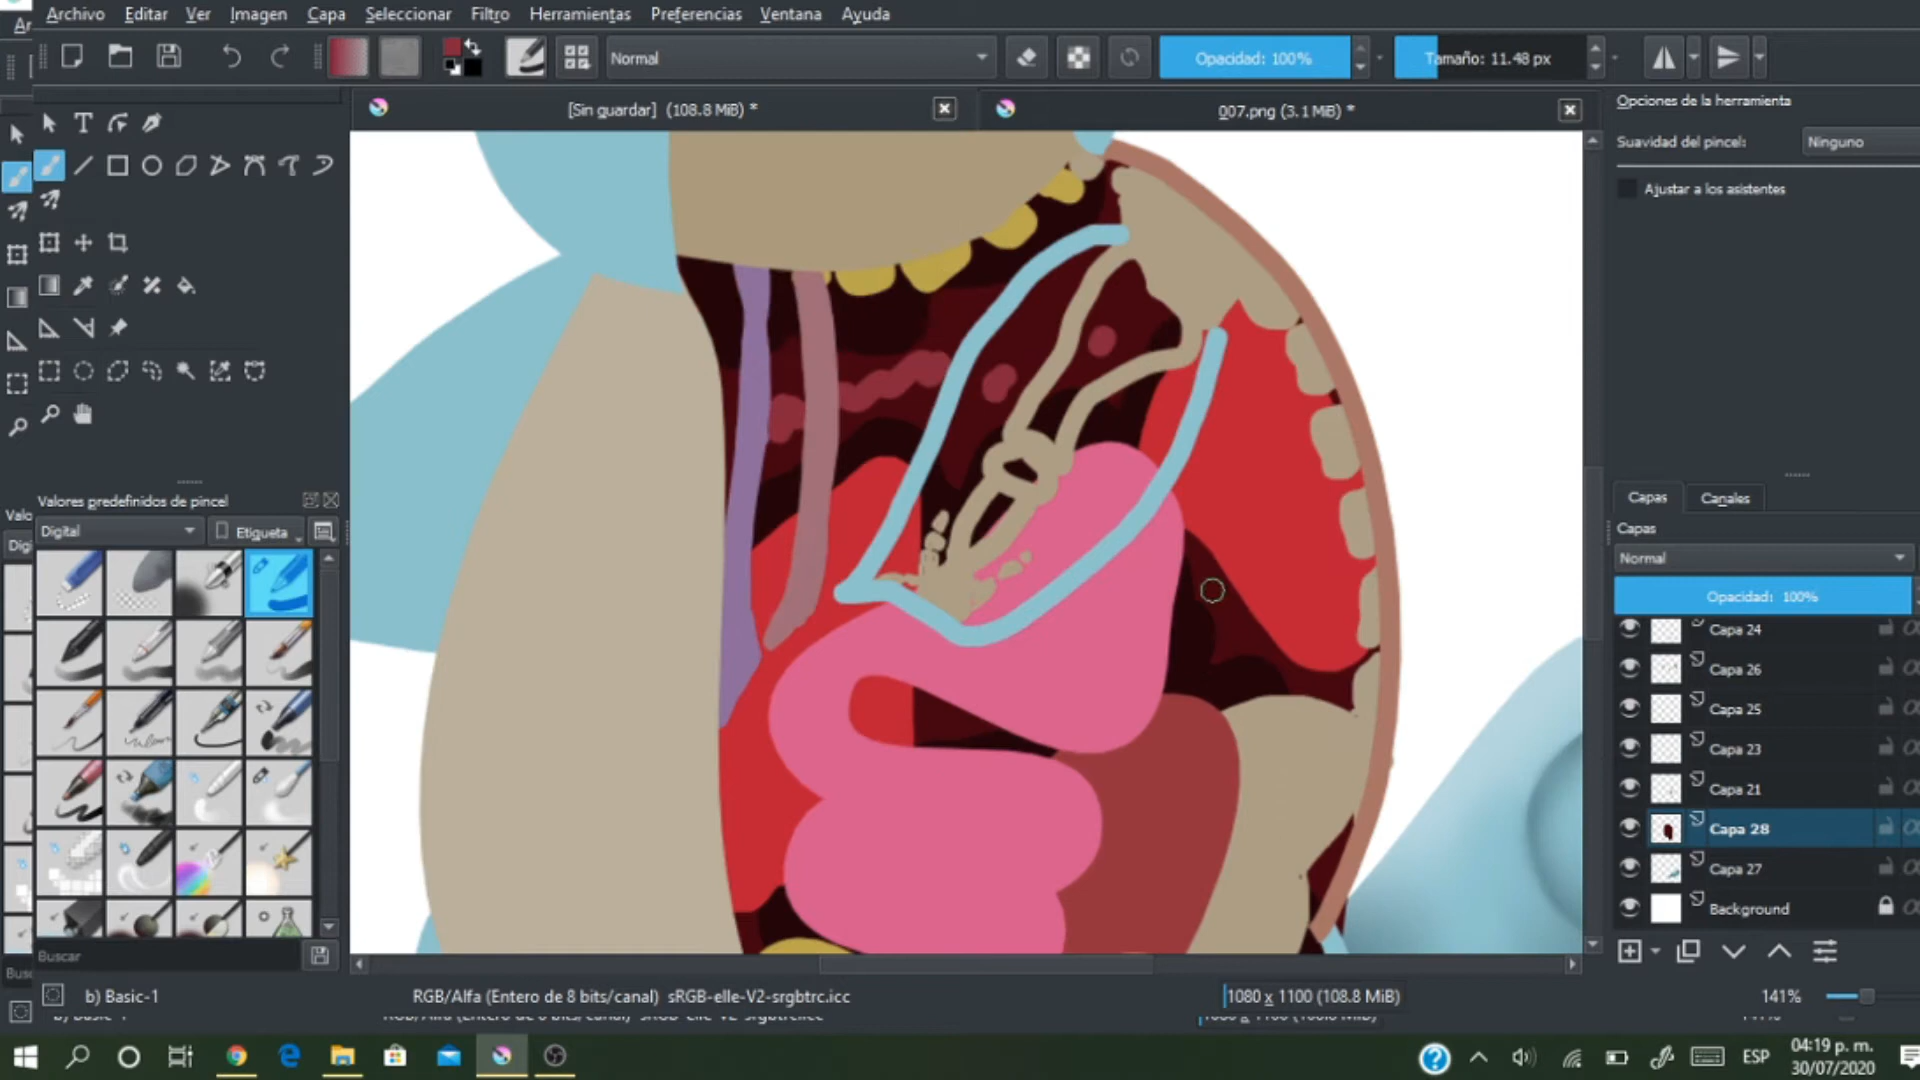 Archivo Editar Ver Imagen Capa Seleccionar Filtro Herramientas Preferencias Ventana Ayuda
Ar
Normal
Opacidad: 100%
Tamaño: 11.48 px
[Sin guardar] (108.8 MiB) *
007.png (3.1 MiB) *
Opciones de la herramienta
Suavidad del pincel: Ninguno
Ajustar a los asistentes
Valores predefinidos de pincel
Valo
Digital
Etiqueta
Digi
Buscar
Busc
Capas Canales
Capas
Normal
Opacidad: 100%
Capa 24
Capa 26
Capa 25
Capa 23
Capa 21
Capa 28
Capa 27
Background
b) Basic-1
RGB/Alfa (Entero de 8 bits/canal) sRGB-elle-V2-srgbtrc.icc
1080 x 1100 (108.8 MiB)
141%
ESP
04:19 p. m.
30/07/2020